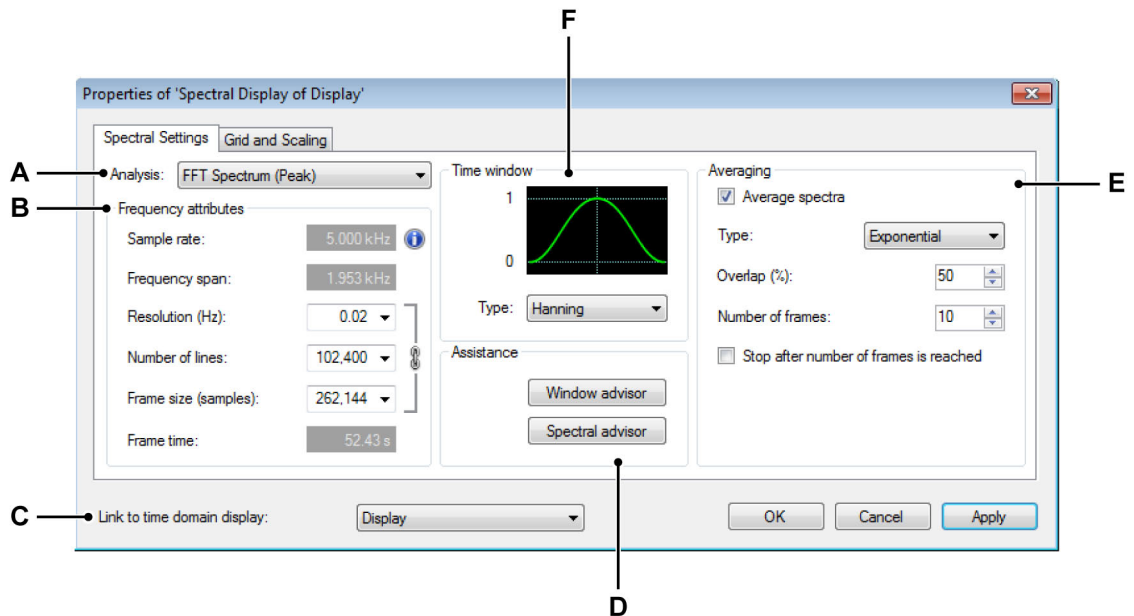 F
Properties of 'Spectral Display of Display'
Spectral Settings
Grid and Scaling
A
Analysis:
FFT Spectrum (Peak)
B
Frequency attributes
Sample rate:
5.000 kHz
Frequency span:
1.953 kHz
Resolution (Hz):
0.02
Number of lines:
102,400
Frame size (samples):
262,144
Frame time:
52.43 s
Time window
1
0
Type:
Hanning
Assistance
Window advisor
Spectral advisor
Averaging
E
Average spectra
Type:
Exponential
Overlap (%):
50
Number of frames:
10
Stop after number of frames is reached
C
Link to time domain display:
Display
OK
Cancel
Apply
D